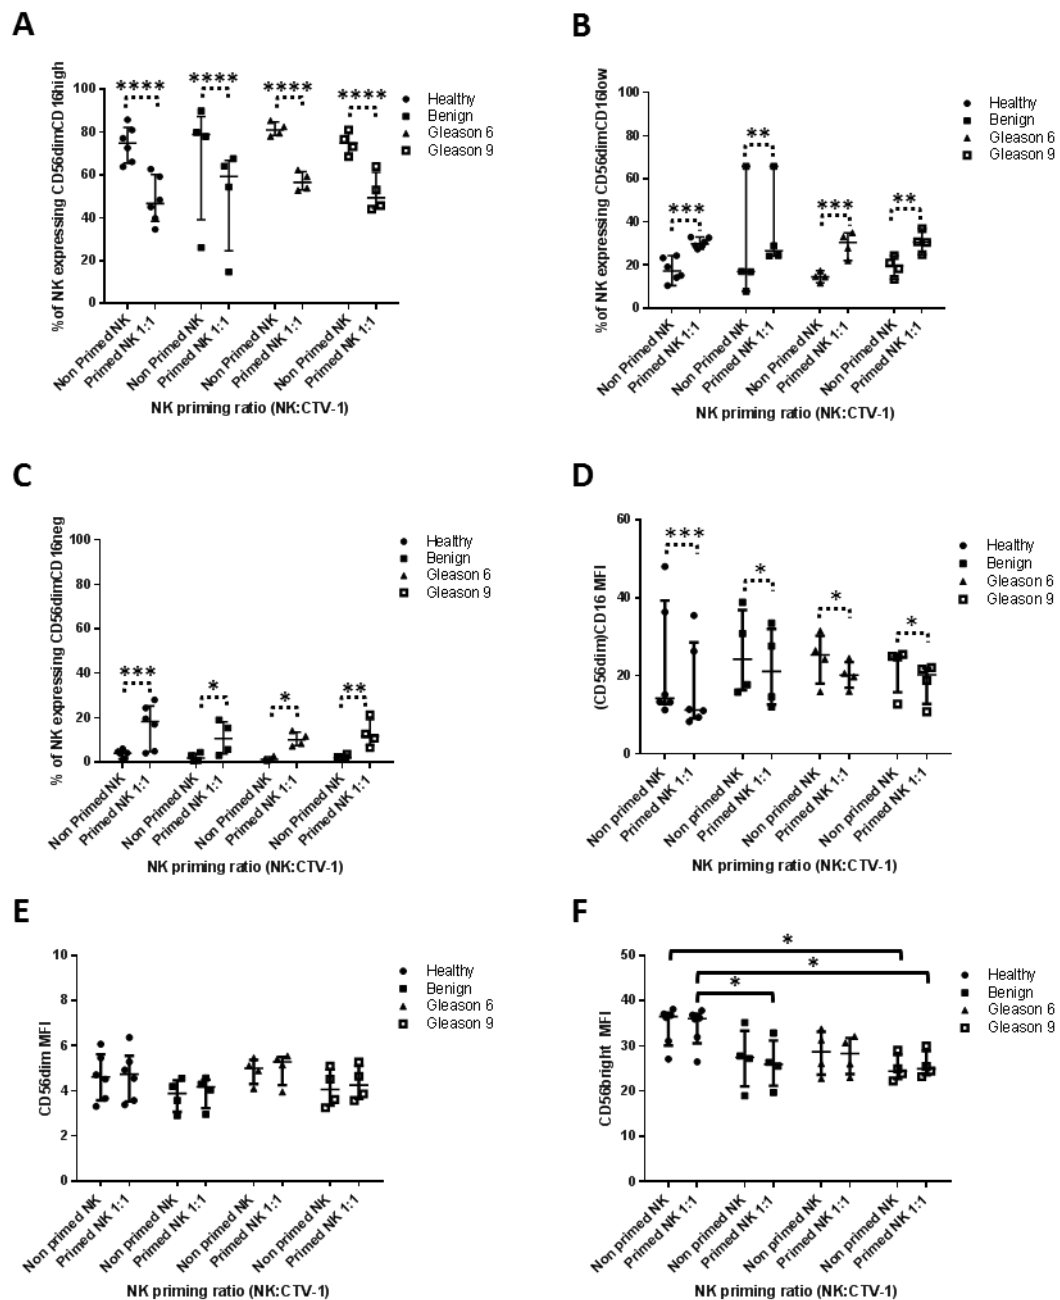 A
%of NK expressing CD56dimCD16high
100
80
60
40
20
0
**** **** **** ****
Healthy
Benign
Gleason 6
Gleason 9
Non Primed NK
Primed NK 1:1
Non Primed NK
Primed NK 1:1
Non Primed NK
Primed NK 1:1
Non Primed NK
Primed NK 1:1
NK priming ratio (NK:CTV-1)
B
%of NK expressing CD56dimCD16low
100
80
60
40
20
0
*** ** *** **
Healthy
Benign
Gleason 6
Gleason 9
Non Primed NK
Primed NK 1:1
Non Primed NK
Primed NK 1:1
Non Primed NK
Primed NK 1:1
Non Primed NK
Primed NK 1:1
NK priming ratio (NK:CTV-1)
C
% of NK expressing CD56dimCD16neg
100
80
60
40
20
0
*** * * **
Healthy
Benign
Gleason 6
Gleason 9
Non Primed NK
Primed NK 1:1
Non Primed NK
Primed NK 1:1
Non Primed NK
Primed NK 1:1
Non Primed NK
Primed NK 1:1
NK priming ratio (NK:CTV-1)
D
(CD56dim)CD16 MFI
60
40
20
0
*** * * *
Healthy
Benign
Gleason 6
Gleason 9
Non primed NK
Primed NK 1:1
Non primed NK
Primed NK 1:1
Non primed NK
Primed NK 1:1
Non primed NK
Primed NK 1:1
NK priming ratio (NK:CTV-1)
E
CD56dim MFI
10
8
6
4
2
0
Healthy
Benign
Gleason 6
Gleason 9
Non primed NK
Primed NK 1:1
Non primed NK
Primed NK 1:1
Non primed NK
Primed NK 1:1
Non primed NK
Primed NK 1:1
NK priming ratio (NK:CTV-1)
F
CD56bright MFI
50
40
30
20
10
0
*
*
*
Healthy
Benign
Gleason 6
Gleason 9
Non primed NK
Primed NK 1:1
Non primed NK
Primed NK 1:1
Non primed NK
Primed NK 1:1
Non primed NK
Primed NK 1:1
NK priming ratio (NK:CTV-1)